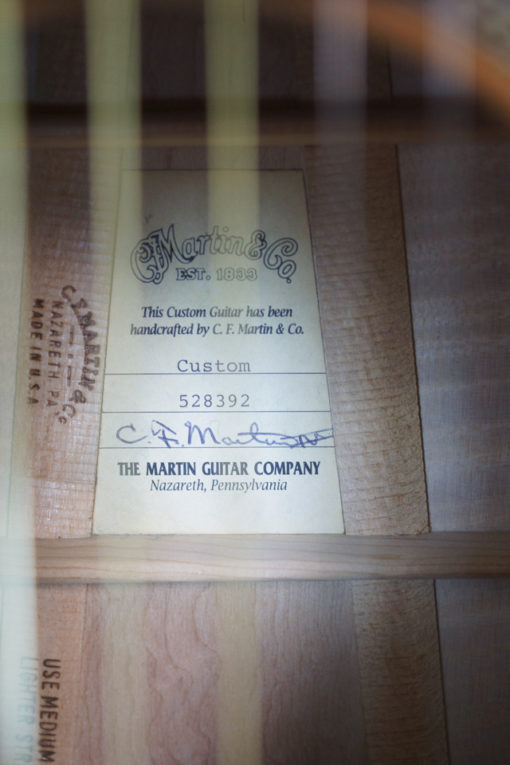 C.F. Martin & Co.
EST. 1833
This Custom Guitar has been
handcrafted by C. F. Martin & Co.
Custom
528392
C. F. Martin
THE MARTIN GUITAR COMPANY
Nazareth, Pennsylvania
C.F. MARTIN & Co
NAZARETH PA
MADE IN U.S.A
USE MEDIUM
LIGHTER STR